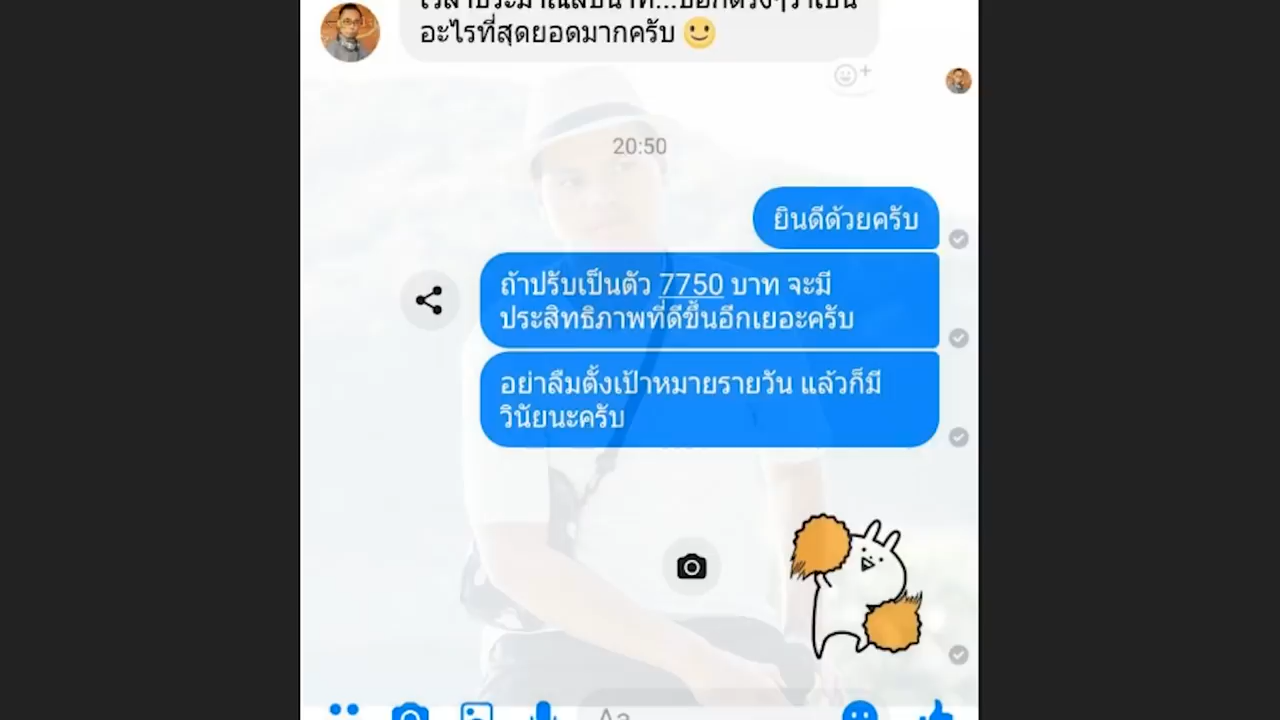 อะไรที่สุดยอดมากครับ 🙂
20:50
ยินดีด้วยครับ
ถ้าปรับเป็นตัว 7750 บาท จะมี
ประสิทธิภาพที่ดีขึ้นอีกเยอะครับ
อย่าลืมตั้งเป้าหมายรายวัน แล้วก็มี
วินัยนะครับ
Aa